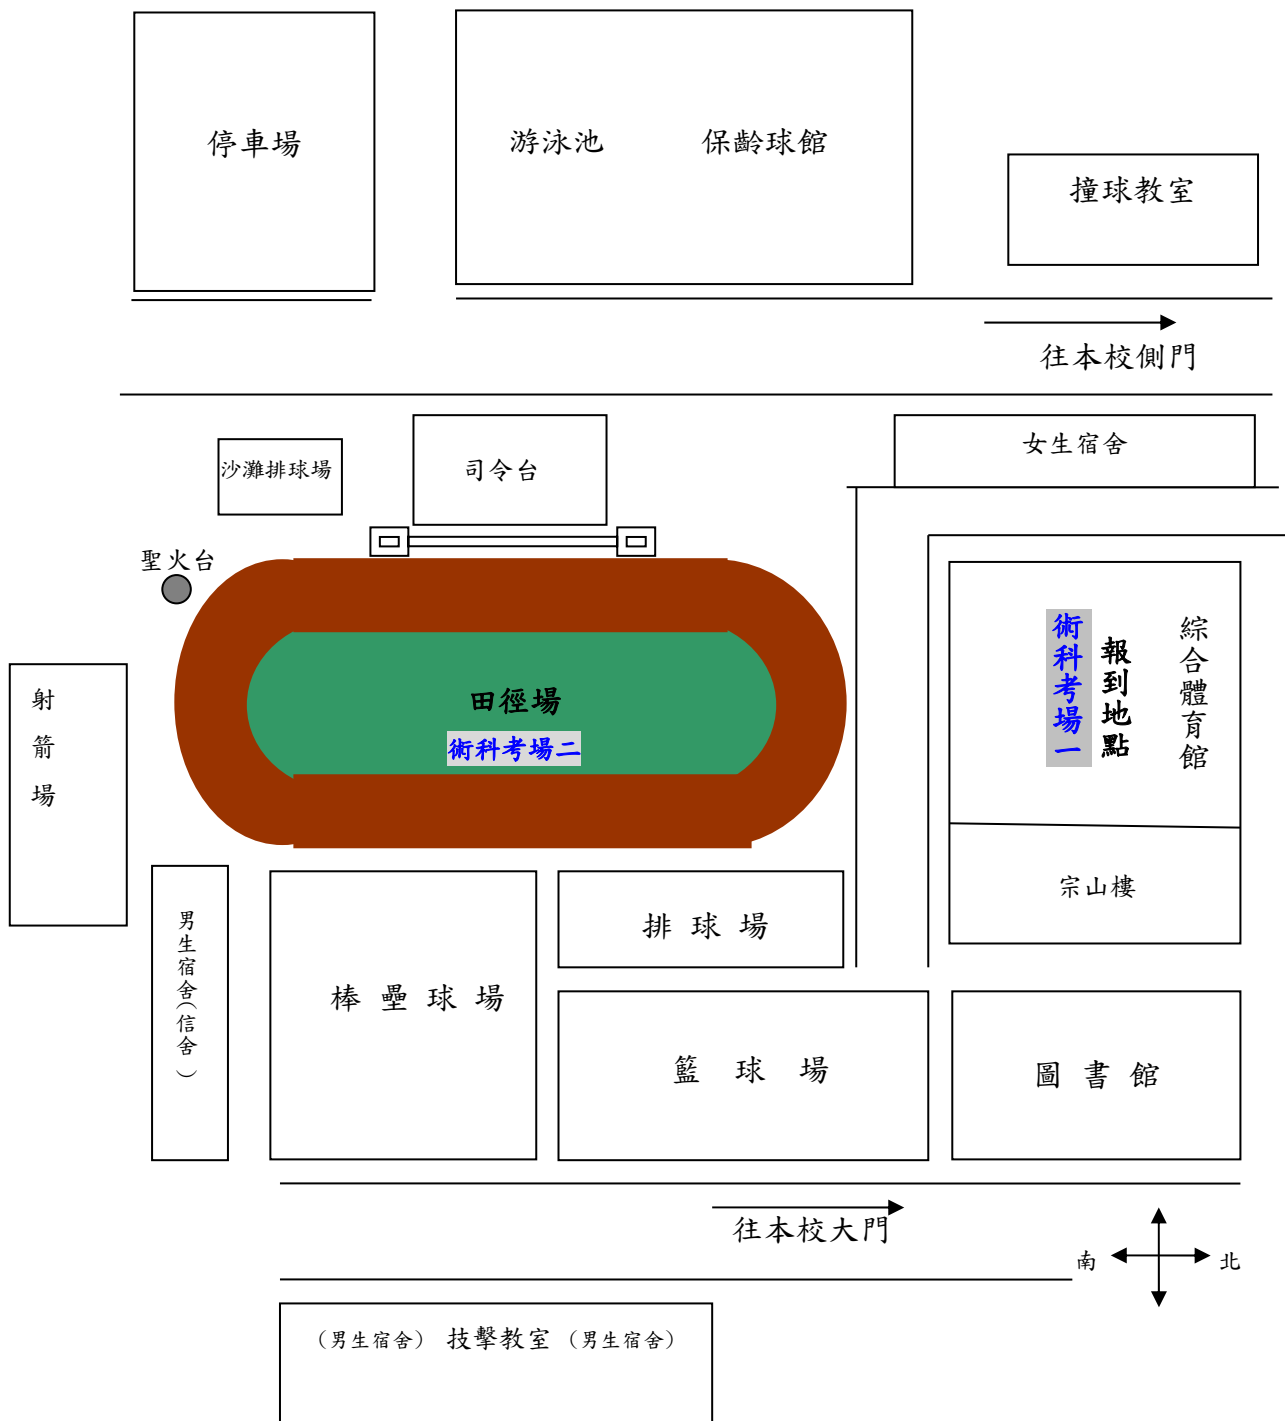 停車場
游泳池
保齡球館
撞球教室
往本校側門
沙灘排球場
司令台
女生宿舍
聖火台
射箭場
田徑場
術科考場二
術科考場一
報到地點
綜合體育館
宗山樓
男生宿舍(信舍)
棒壘球場
排球場
籃球場
圖書館
往本校大門
南
北
(男生宿舍) 技擊教室 (男生宿舍)